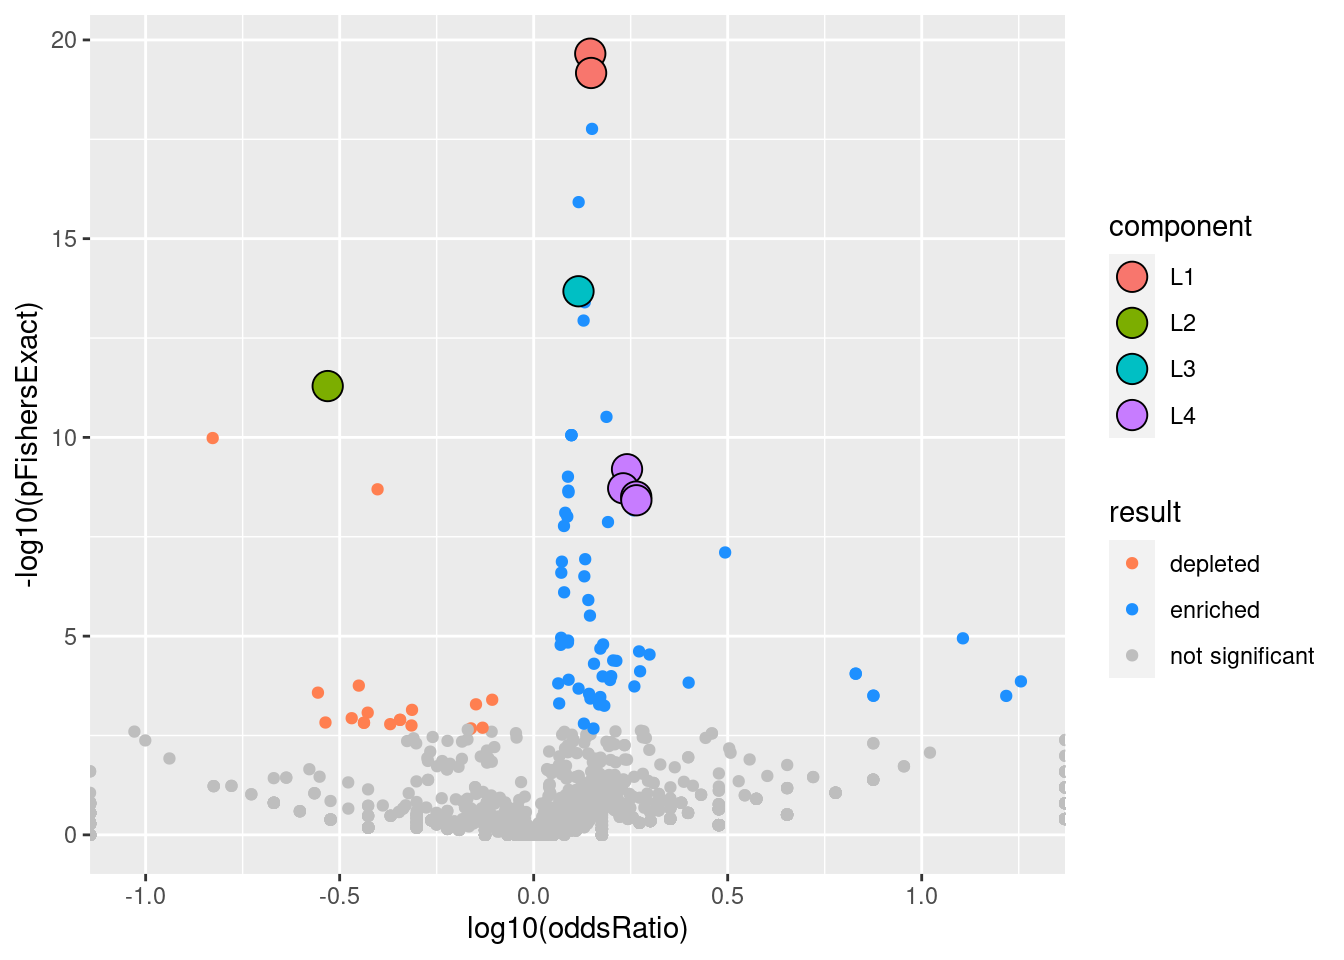 20
15
10
5
0
-log10(pFishersExact)
-1.0
-0.5
0.0
0.5
1.0
log10(oddsRatio)
component
L1
L2
L3
L4
result
depleted
enriched
not significant